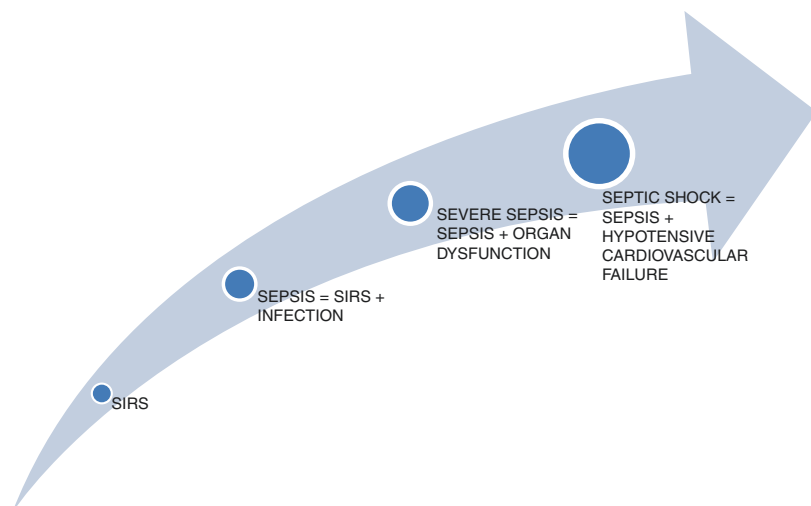 SIRS
SEPSIS = SIRS +
INFECTION
SEVERE SEPSIS =
SEPSIS + ORGAN
DYSFUNCTION
SEPTIC SHOCK =
SEPSIS +
HYPOTENSIVE
CARDIOVASCULAR
FAILURE